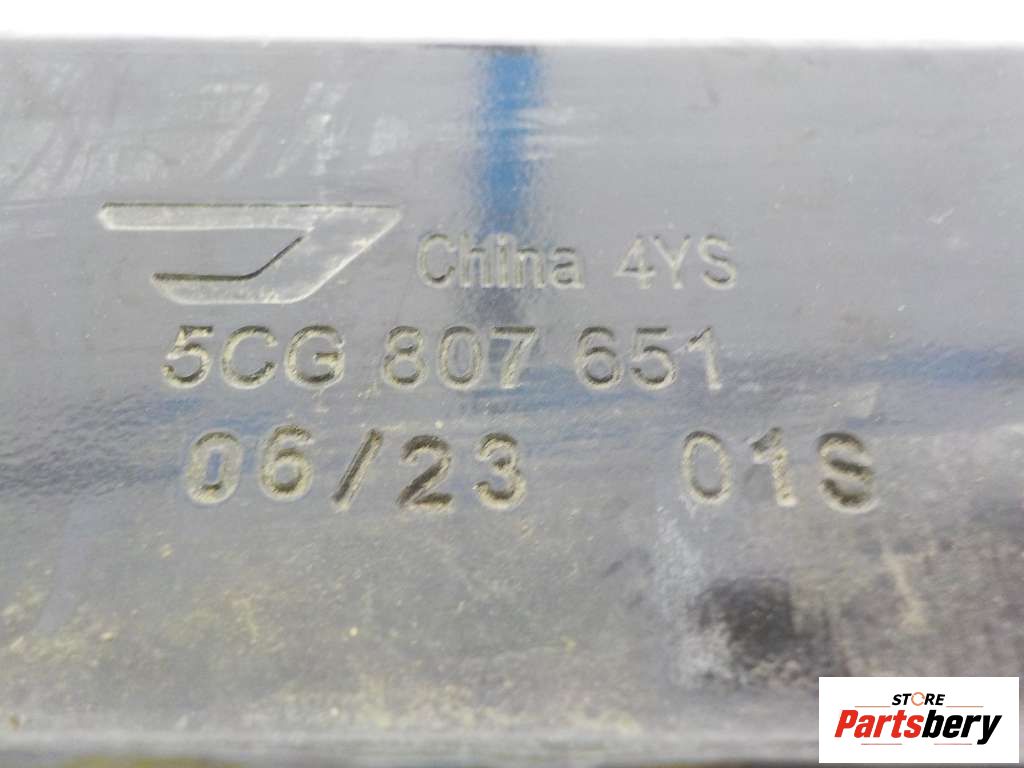 China 4YS
5CG 807 651
06/23 01S
STORE
Partsbery